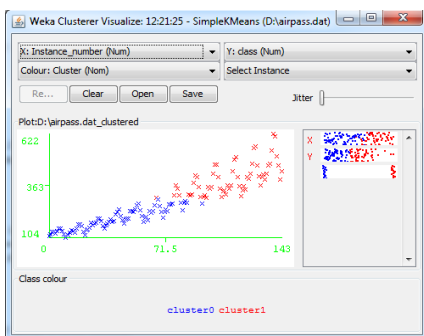 Weka Clusterer Visualize: 12:21:25 - SimpleKMeans (D:\airpass.dat)
X: Instance_number (Num) Y: class (Num)
Colour: Cluster (Nom) Select Instance
Re... Clear Open Save Jitter
Plot:D:\airpass.dat_clustered
622
363
104
0 71.5 143
X
Y
Class colour
cluster0 cluster1